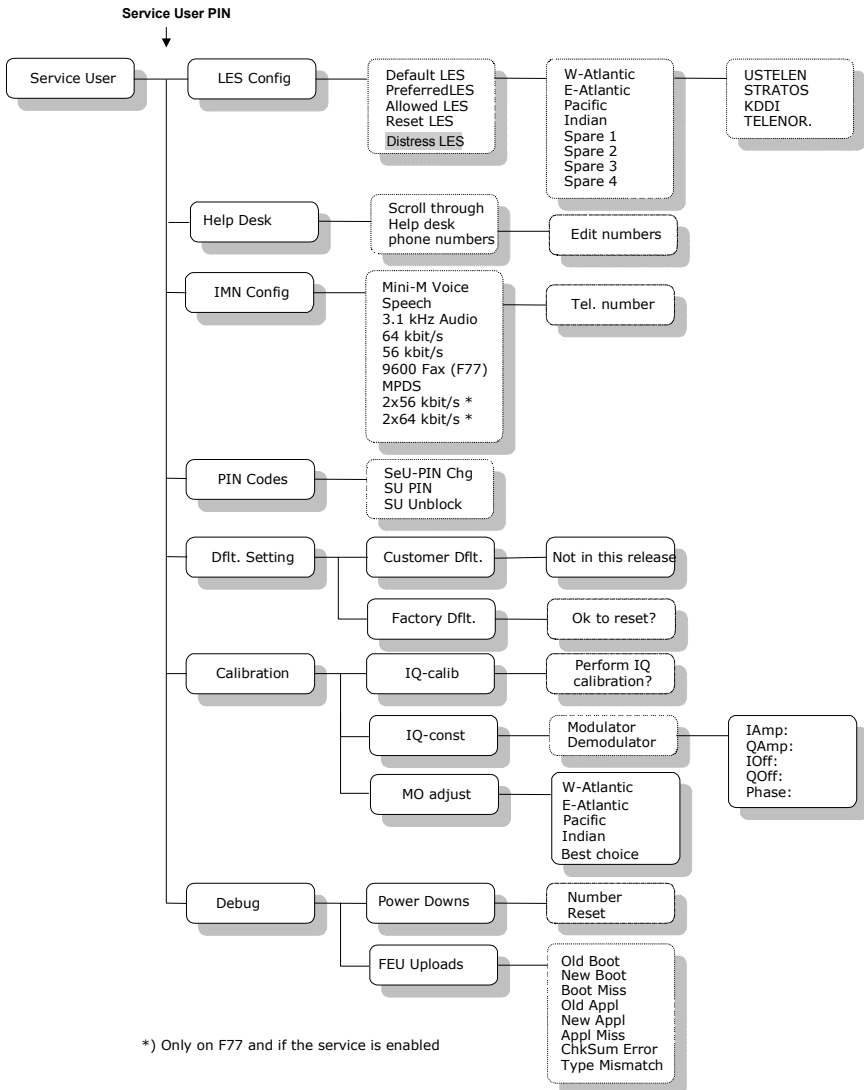 Service User PIN
Service User
LES Config
Default LES
PreferredLES
Allowed LES
Reset LES
Distress LES
W-Atlantic
E-Atlantic
Pacific
Indian
Spare 1
Spare 2
Spare 3
Spare 4
USTELEN
STRATOS
KDDI
TELENOR.
Help Desk
Scroll through
Help desk
phone numbers
Edit numbers
IMN Config
Mini-M Voice
Speech
3.1 kHz Audio
64 kbit/s
56 kbit/s
9600 Fax (F77)
MPDS
2x56 kbit/s *
2x64 kbit/s *
Tel. number
PIN Codes
SeU-PIN Chg
SU PIN
SU Unblock
Dflt. Setting
Customer Dflt.
Not in this release
Factory Dflt.
Ok to reset?
Calibration
IQ-calib
Perform IQ
calibration?
IQ-const
Modulator
Demodulator
IAmp:
QAmp:
IOff:
QOff:
Phase:
MO adjust
W-Atlantic
E-Atlantic
Pacific
Indian
Best choice
Debug
Power Downs
Number
Reset
FEU Uploads
Old Boot
New Boot
Boot Miss
Old Appl
New Appl
Appl Miss
ChkSum Error
Type Mismatch
*) Only on F77 and if the service is enabled